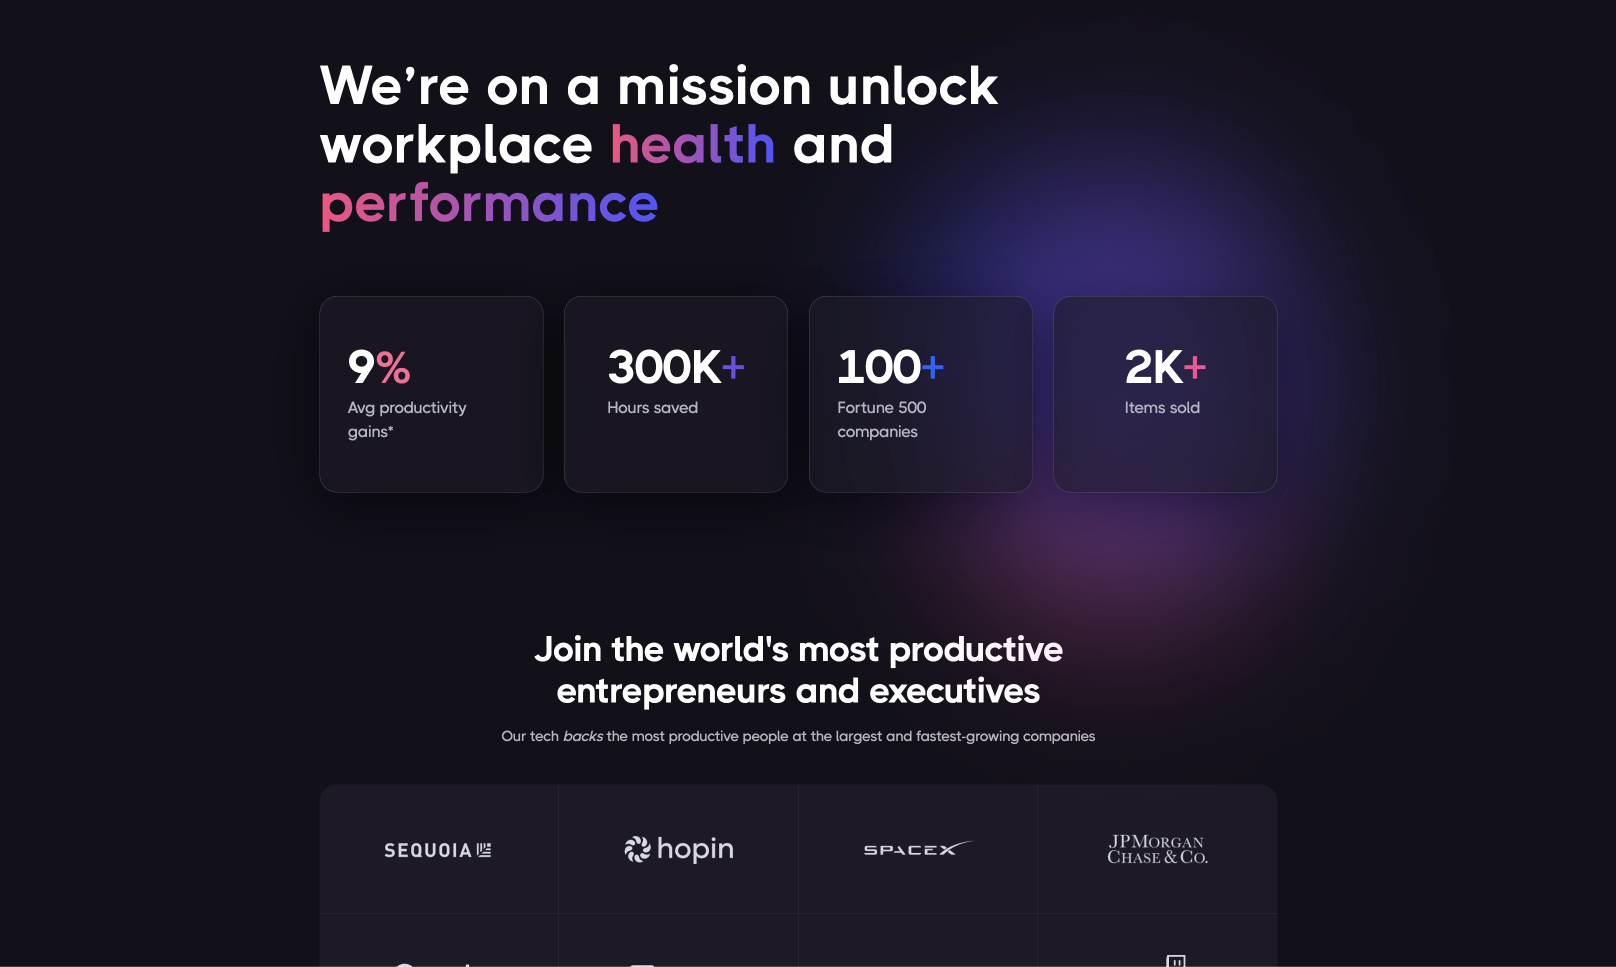 We’re on a mission unlock
workplace health and
performance
9%
Avg productivity
gains*
300K+
Hours saved
100+
Fortune 500
companies
2K+
Items sold
Join the world's most productive
entrepreneurs and executives
Our tech backs the most productive people at the largest and fastest-growing companies
SEQUOIA
hopin
SPACEX
JPMORGAN
CHASE & CO.